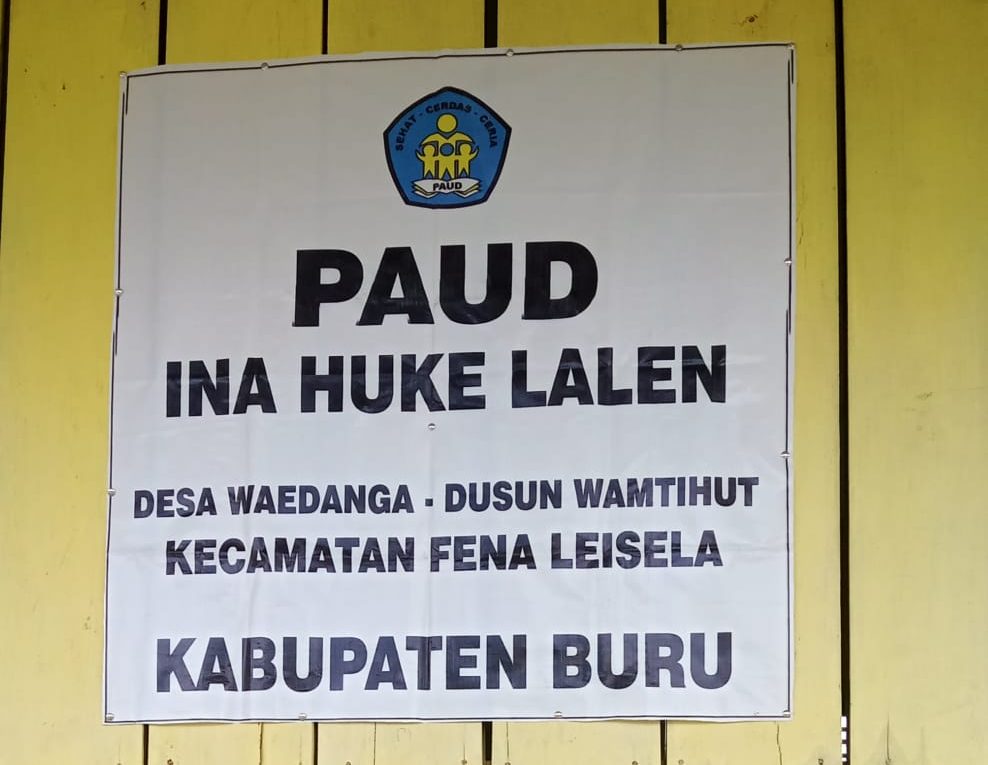 SEHAT - CERDAS - CERIA
PAUD
PAUD
INA HUKE LALEN
DESA WAEDANGA - DUSUN WAMTIHUT
KECAMATAN FENA LEISELA
KABUPATEN BURU